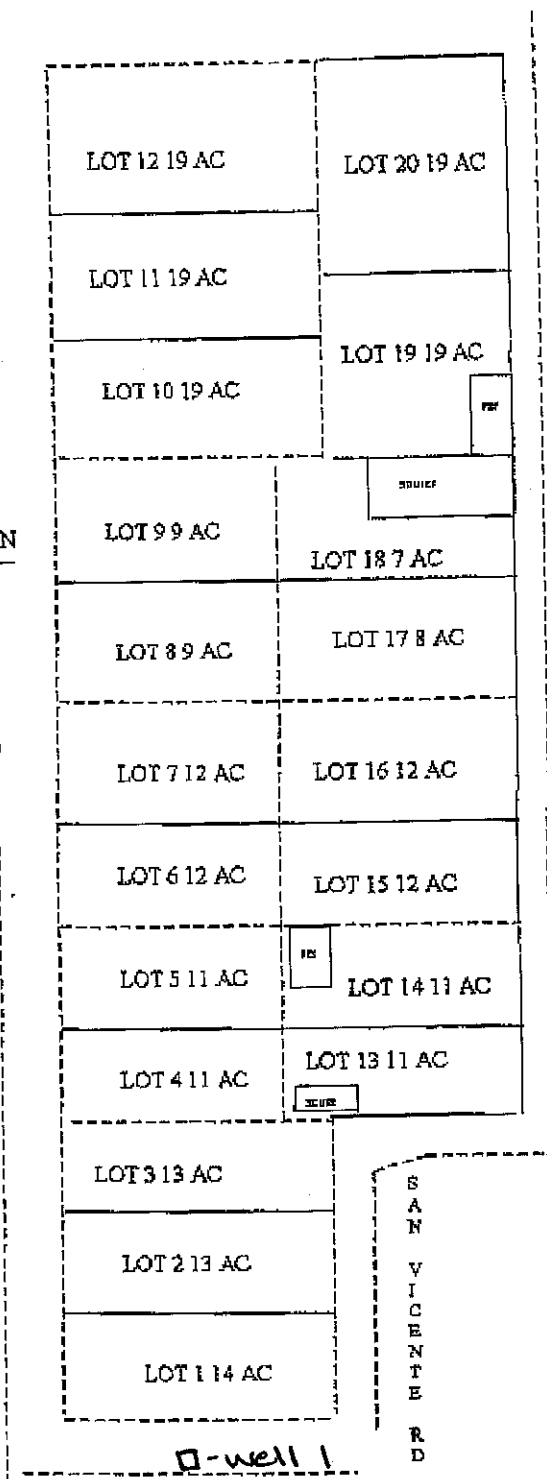 LOT 12 19 AC
LOT 20 19 AC
LOT 11 19 AC
LOT 19 19 AC
LOT 10 19 AC
LOT 9 9 AC
N
LOT 18 7 AC
LOT 8 9 AC
LOT 17 8 AC
LOT 7 12 AC
LOT 16 12 AC
LOT 6 12 AC
LOT 15 12 AC
LOT 5 11 AC
LOT 14 11 AC
LOT 4 11 AC
LOT 13 11 AC
LOT 3 13 AC
LOT 2 13 AC
LOT 1 14 AC
SAN VICENTE RD
-well 1